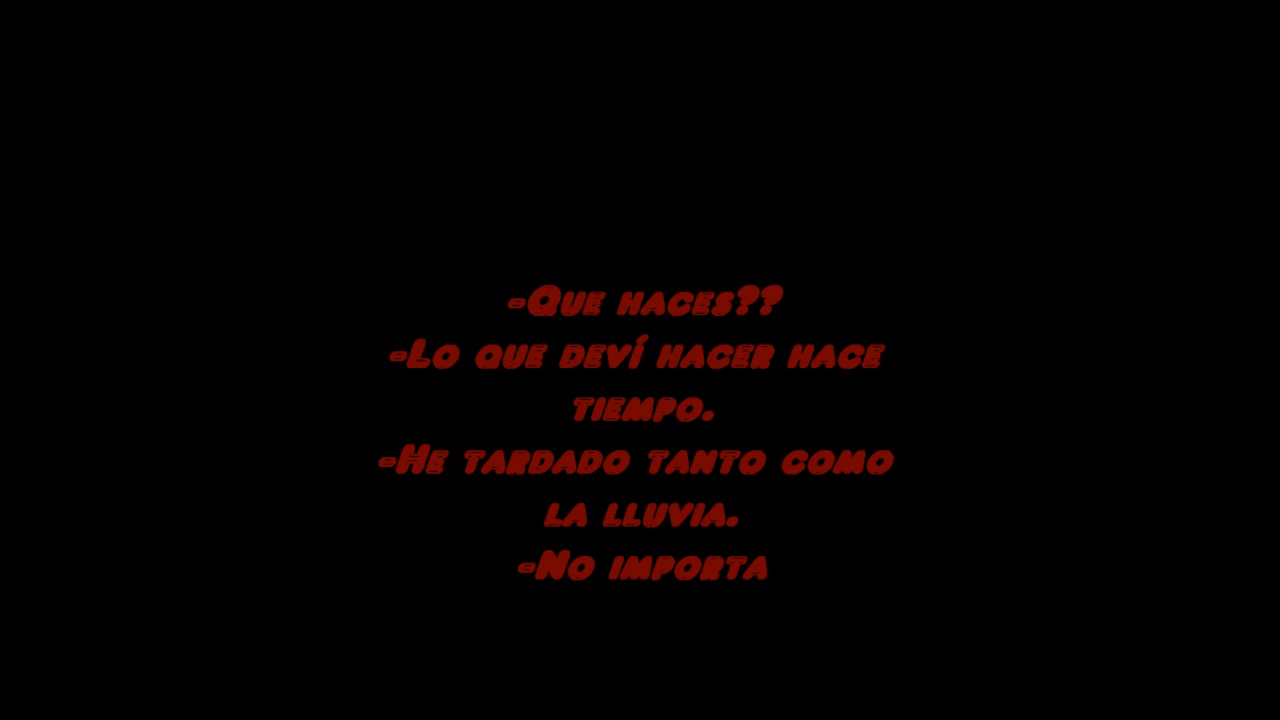 -Que haces??
-Lo que deví hacer hace
tiempo.
-He tardado tanto como
la lluvia.
-No importa